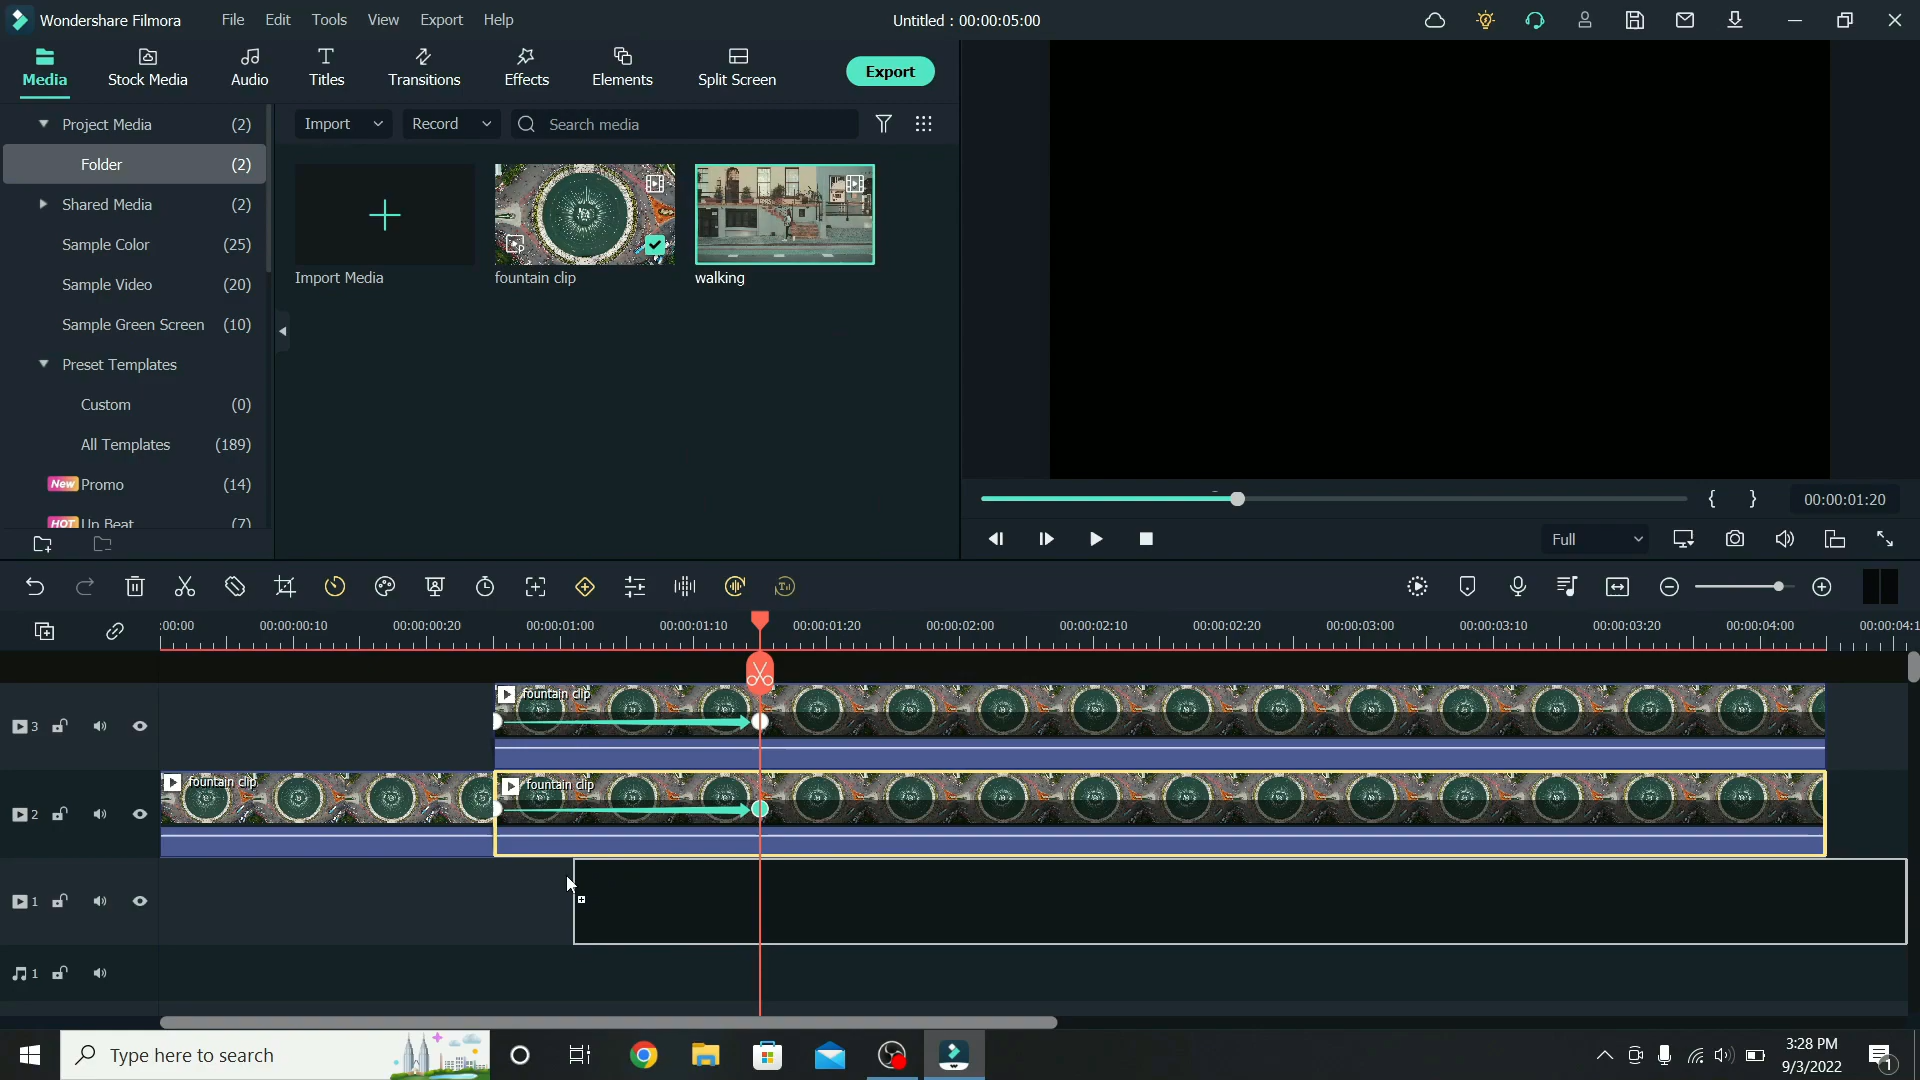 Wondershare Filmora
File Edit Tools View Export Help
Untitled : 00:00:05:00
Media Stock Media Audio Titles Transitions Effects Elements Split Screen
Export
Project Media (2)
Import Record Search media
Folder (2)
Shared Media (2)
Sample Color (25)
Import Media fountain clip walking
Sample Video (20)
Sample Green Screen (10)
Preset Templates
Custom (0)
All Templates (189)
New Promo (14)
00:00:01:20
HOT Up Beat (7)
Full
:00:00 00:00:00:10 00:00:00:20 00:00:01:00 00:00:01:10 00:00:01:20 00:00:02:00 00:00:02:10 00:00:02:20 00:00:03:00 00:00:03:10 00:00:03:20 00:00:04:00 00:00:04:1
fountain clip
3
fountain clip fountain clip
2
1
1
Type here to search
3:28 PM
9/3/2022
1